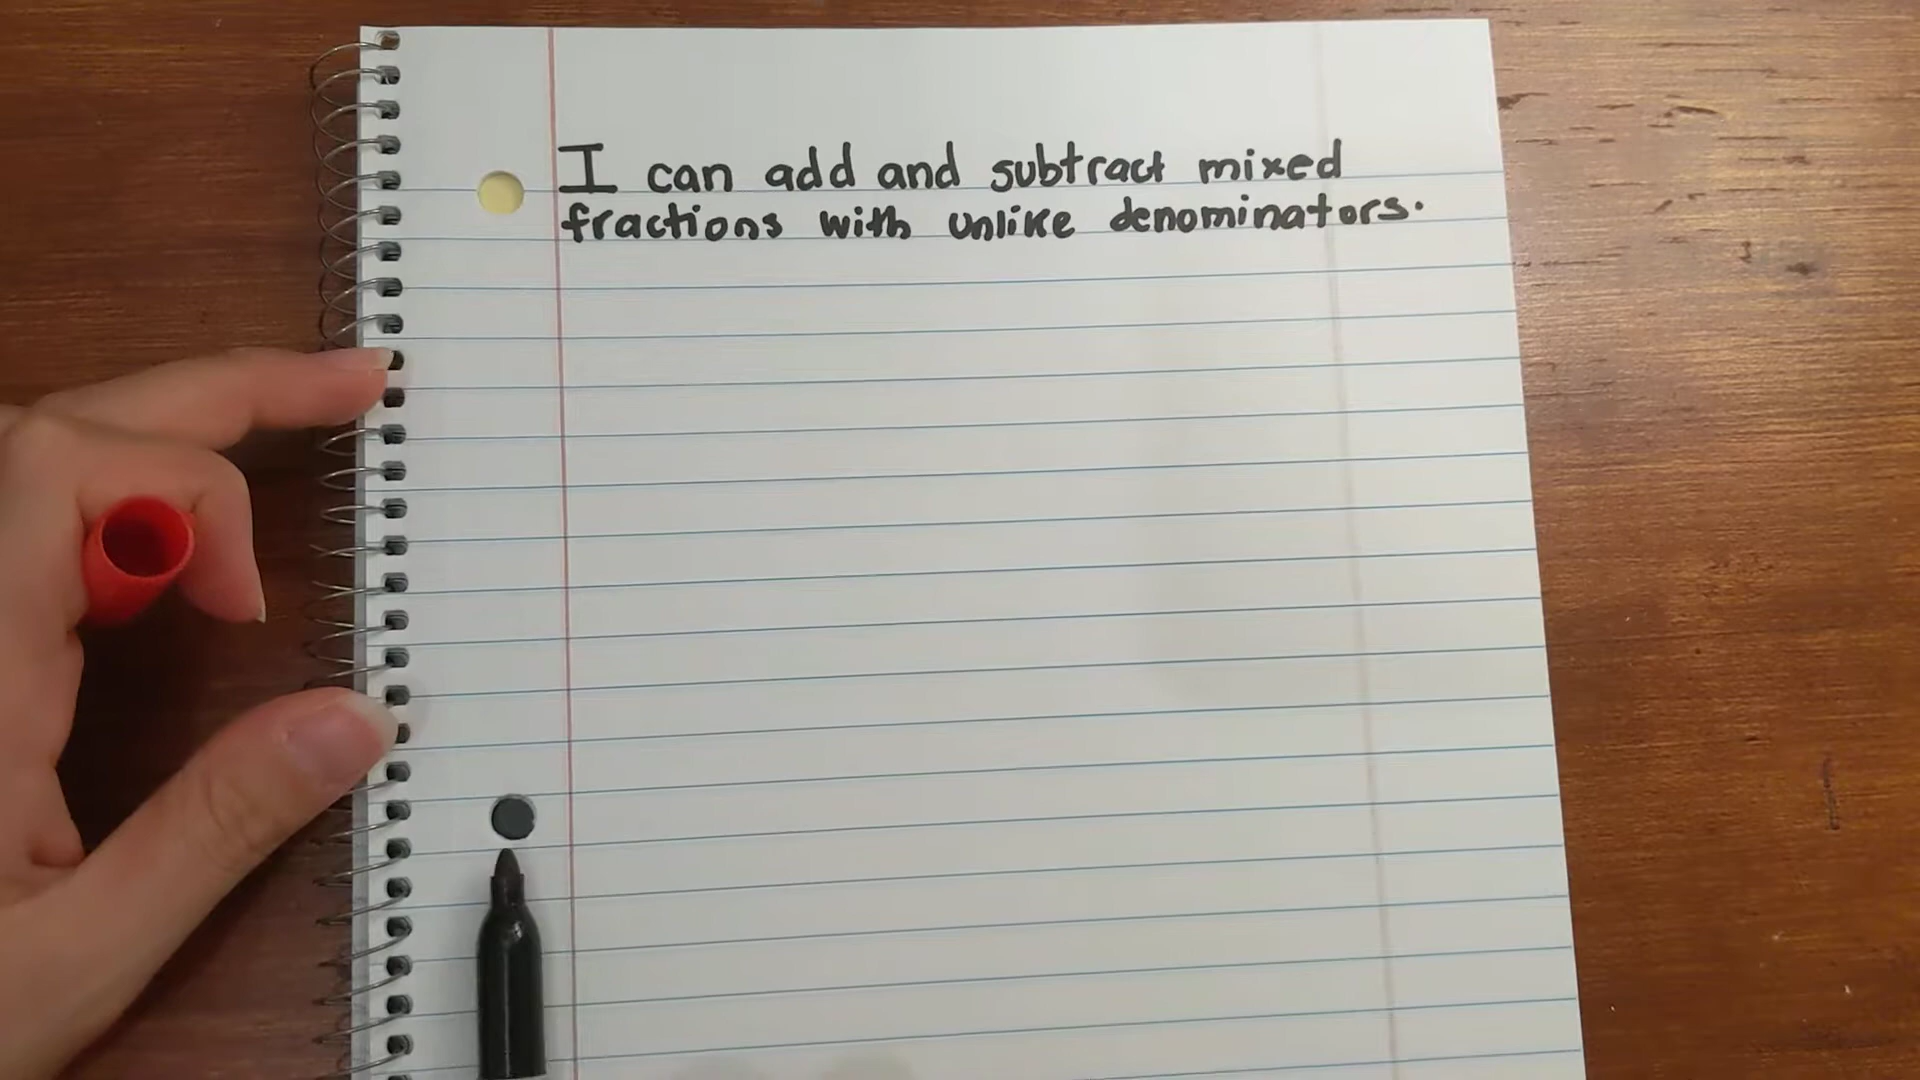 I can add and subtract mixed
fractions with unlike denominators.